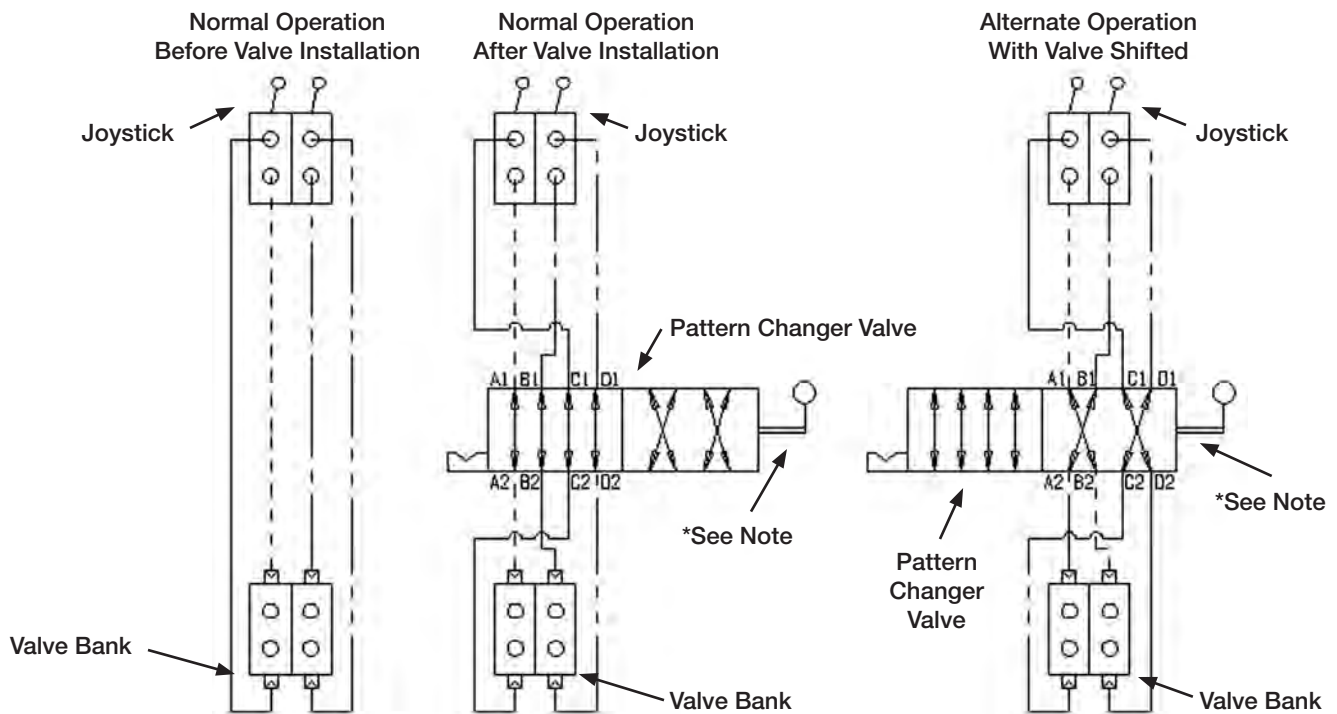 Normal Operation
Before Valve Installation
Normal Operation
After Valve Installation
Alternate Operation
With Valve Shifted
Joystick
Joystick
Joystick
Pattern Changer Valve
A1 B1 C1 D1
A1 B1 C1 D1
A2 B2 C2 D2
A2 B2 C2 D2
*See Note
*See Note
Pattern
Changer
Valve
Valve Bank
Valve Bank
Valve Bank